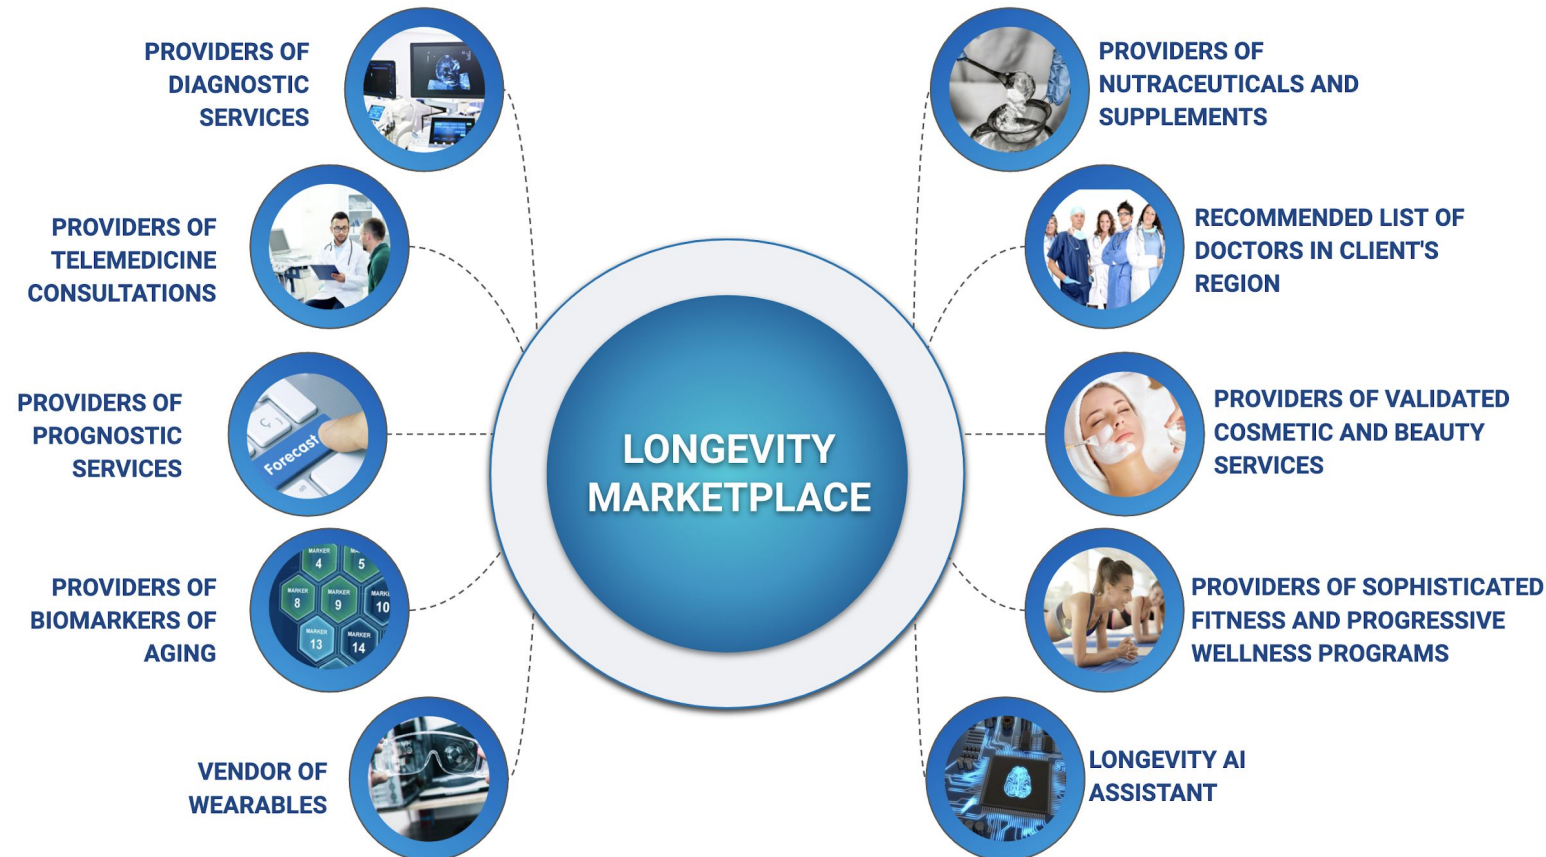 PROVIDERS OF
DIAGNOSTIC
SERVICES
PROVIDERS OF
TELEMEDICINE
CONSULTATIONS
PROVIDERS OF
PROGNOSTIC
SERVICES
Forecast
PROVIDERS OF
BIOMARKERS OF
AGING
MARKER
4
5
MARKER
8
MARKER
9
10
MARKER
13
MARKER
14
VENDOR OF
WEARABLES
LONGEVITY
MARKETPLACE
PROVIDERS OF
NUTRACEUTICALS AND
SUPPLEMENTS
RECOMMENDED LIST OF
DOCTORS IN CLIENT'S
REGION
PROVIDERS OF VALIDATED
COSMETIC AND BEAUTY
SERVICES
PROVIDERS OF SOPHISTICATED
FITNESS AND PROGRESSIVE
WELLNESS PROGRAMS
LONGEVITY AI
ASSISTANT